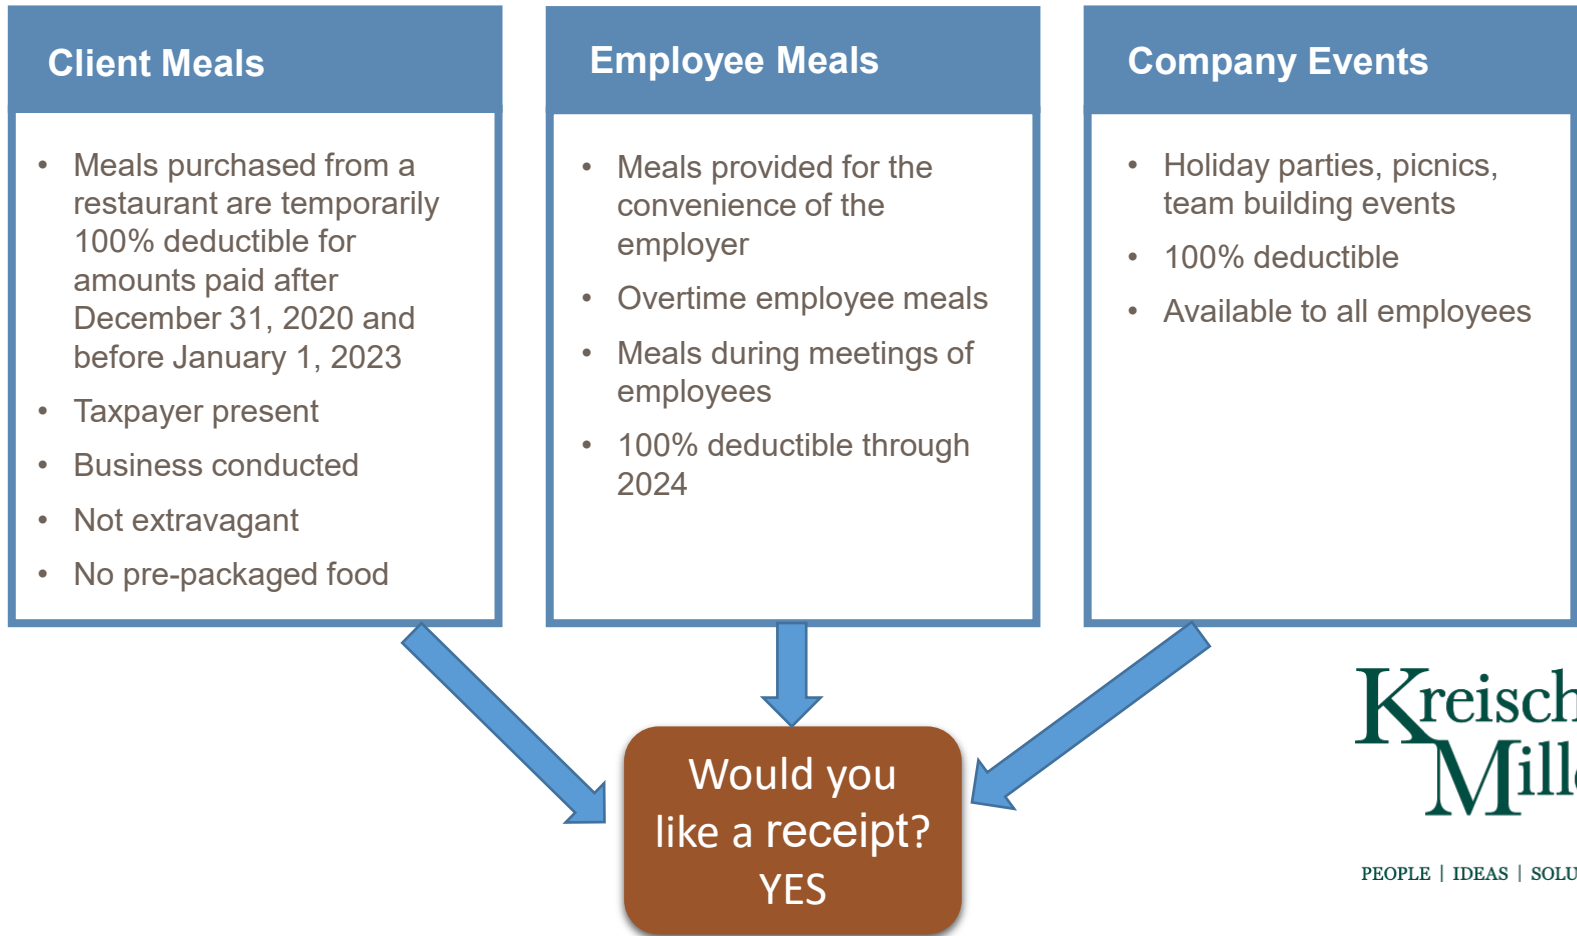 Client Meals
• Meals purchased from a
restaurant are temporarily
100% deductible for
amounts paid after
December 31, 2020 and
before January 1, 2023
• Taxpayer present
• Business conducted
• Not extravagant
• No pre-packaged food
Employee Meals
• Meals provided for the
convenience of the
employer
• Overtime employee meals
• Meals during meetings of
employees
• 100% deductible through
2024
Company Events
• Holiday parties, picnics,
team building events
• 100% deductible
• Available to all employees
Would you
like a receipt?
YES
Kreisch
Mill
PEOPLE | IDEAS | SOLU